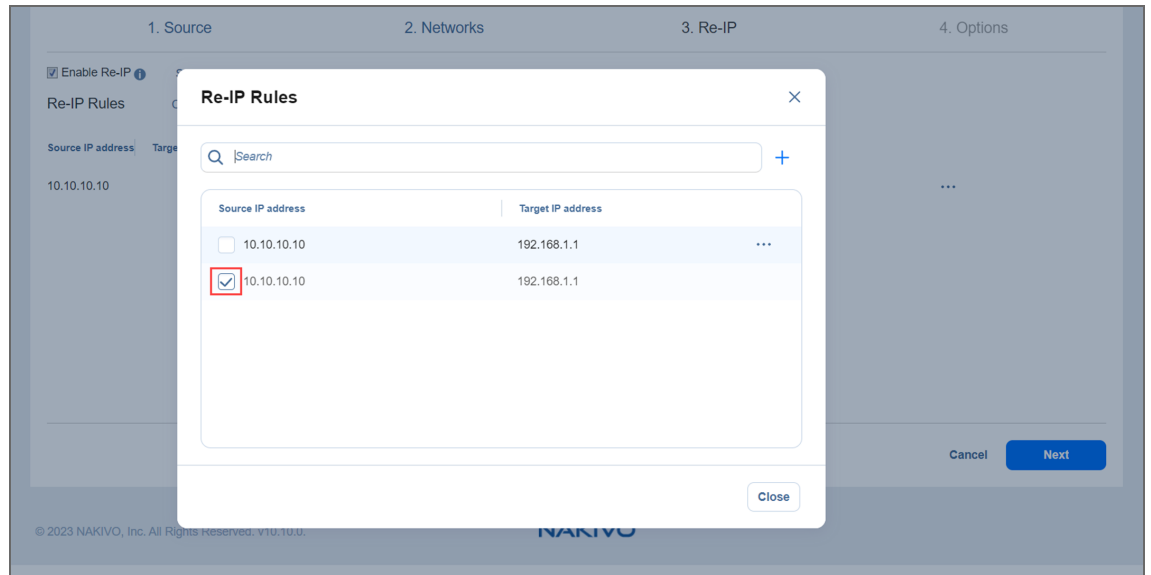 1. Source 2. Networks 3. Re-IP 4. Options
Enable Re-IP
Re-IP Rules
Source IP address Targe
10.10.10.10 ...
Re-IP Rules
Search
Source IP address Target IP address
10.10.10.10 192.168.1.1 ...
10.10.10.10 192.168.1.1
Close
Cancel Next
© 2023 NAKIVO, Inc. All Rights Reserved. v10.10.0.
NAKIVO